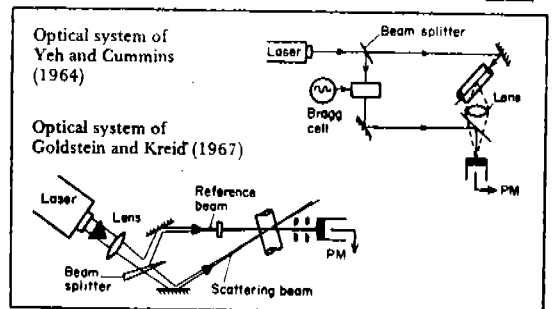 Optical system of
Yeh and Cummins
(1964)
Laser
Beam splitter
Bragg
cell
Lens
PM
Optical system of
Goldstein and Kreid (1967)
Laser
Lens
Reference
beam
Beam
splitter
Scattering beam
PM